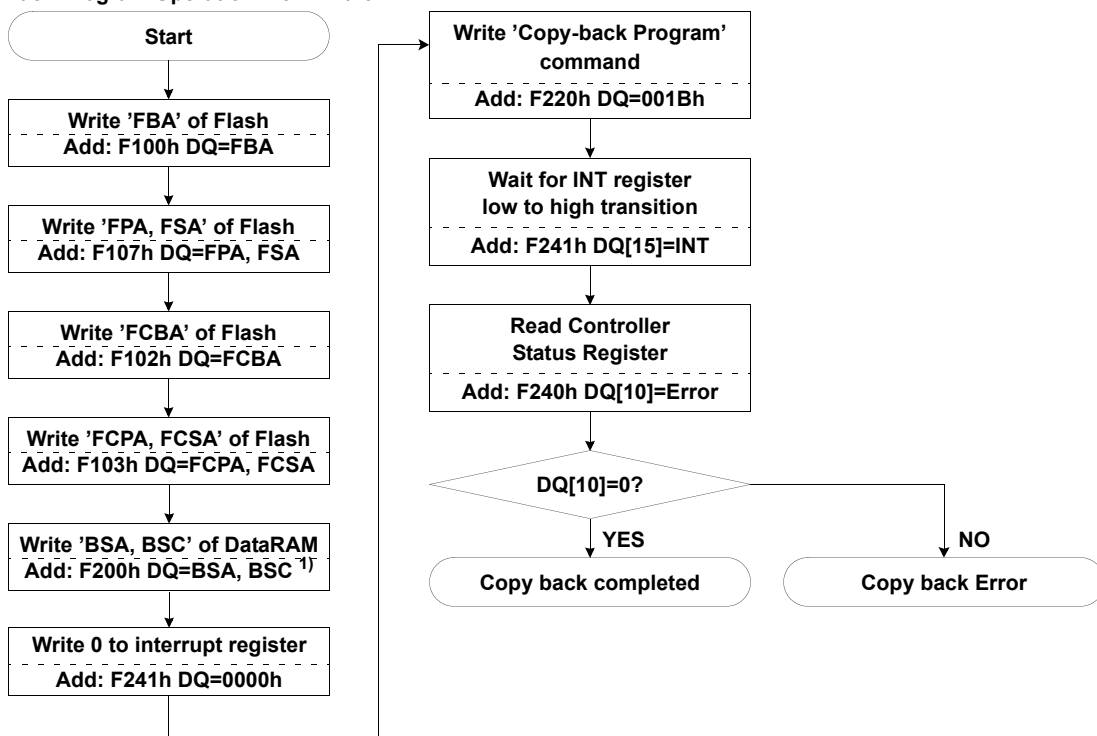 Start
Write 'FBA' of Flash
Add: F100h DQ=FBA
Write 'FPA, FSA' of Flash
Add: F107h DQ=FPA, FSA
Write 'FCBA' of Flash
Add: F102h DQ=FCBA
Write 'FCPA, FCSA' of Flash
Add: F103h DQ=FCPA, FCSA
Write 'BSA, BSC' of DataRAM
Add: F200h DQ=BSA, BSC 1)
Write 0 to interrupt register
Add: F241h DQ=0000h
Write 'Copy-back Program'
command
Add: F220h DQ=001Bh
Wait for INT register
low to high transition
Add: F241h DQ[15]=INT
Read Controller
Status Register
Add: F240h DQ[10]=Error
DQ[10]=0?
YES
NO
Copy back completed
Copy back Error